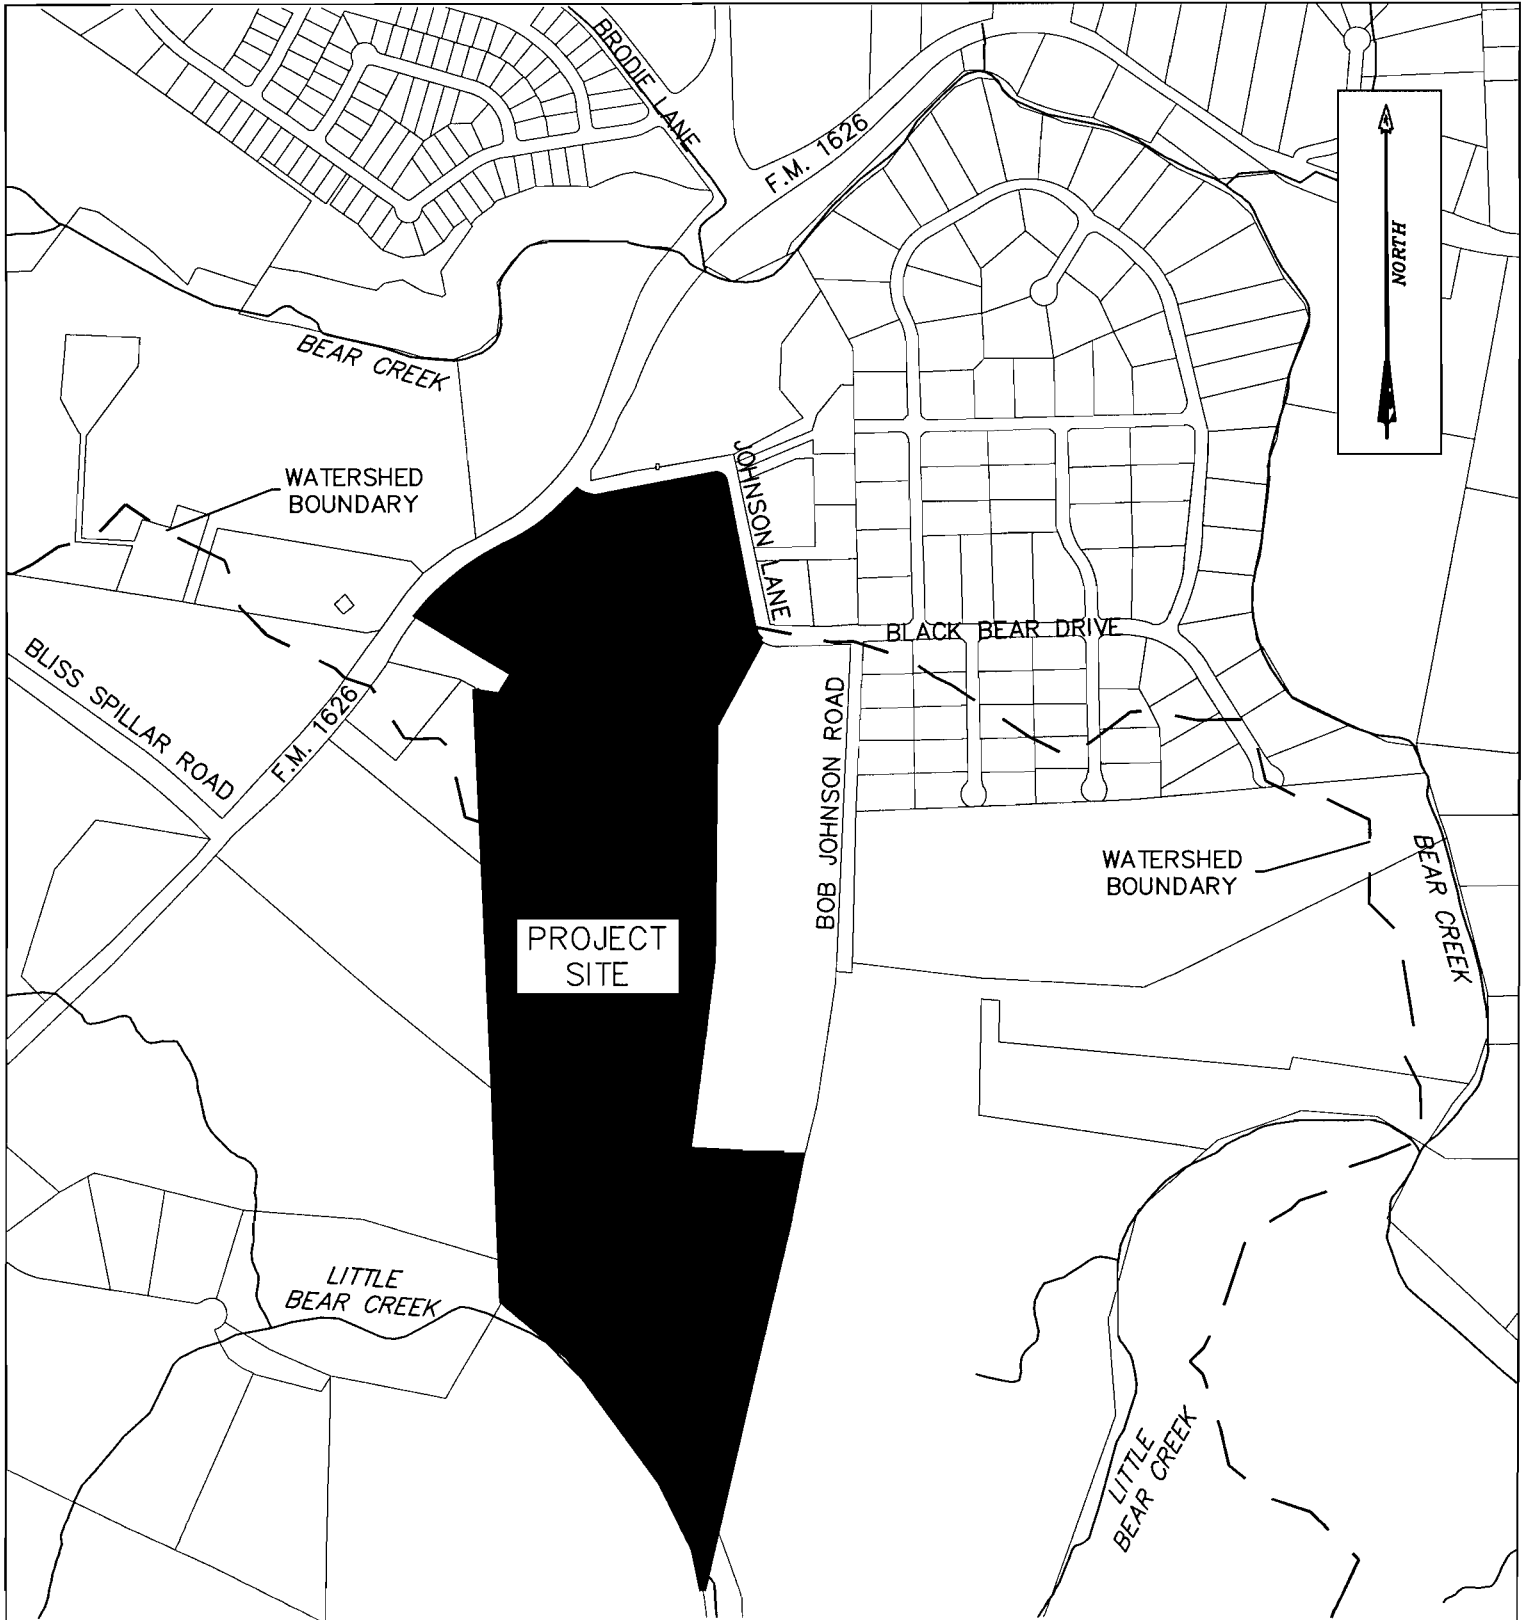 BRODIE LANE
F.M. 1626
NORTH
BEAR CREEK
JOHNSON LANE
WATERSHED
BOUNDARY
BLACK BEAR DRIVE
BLISS SPILLAR ROAD
F.M. 1626
BOB JOHNSON ROAD
WATERSHED
BOUNDARY
BEAR CREEK
PROJECT
SITE
LITTLE
BEAR CREEK
LITTLE
BEAR CREEK